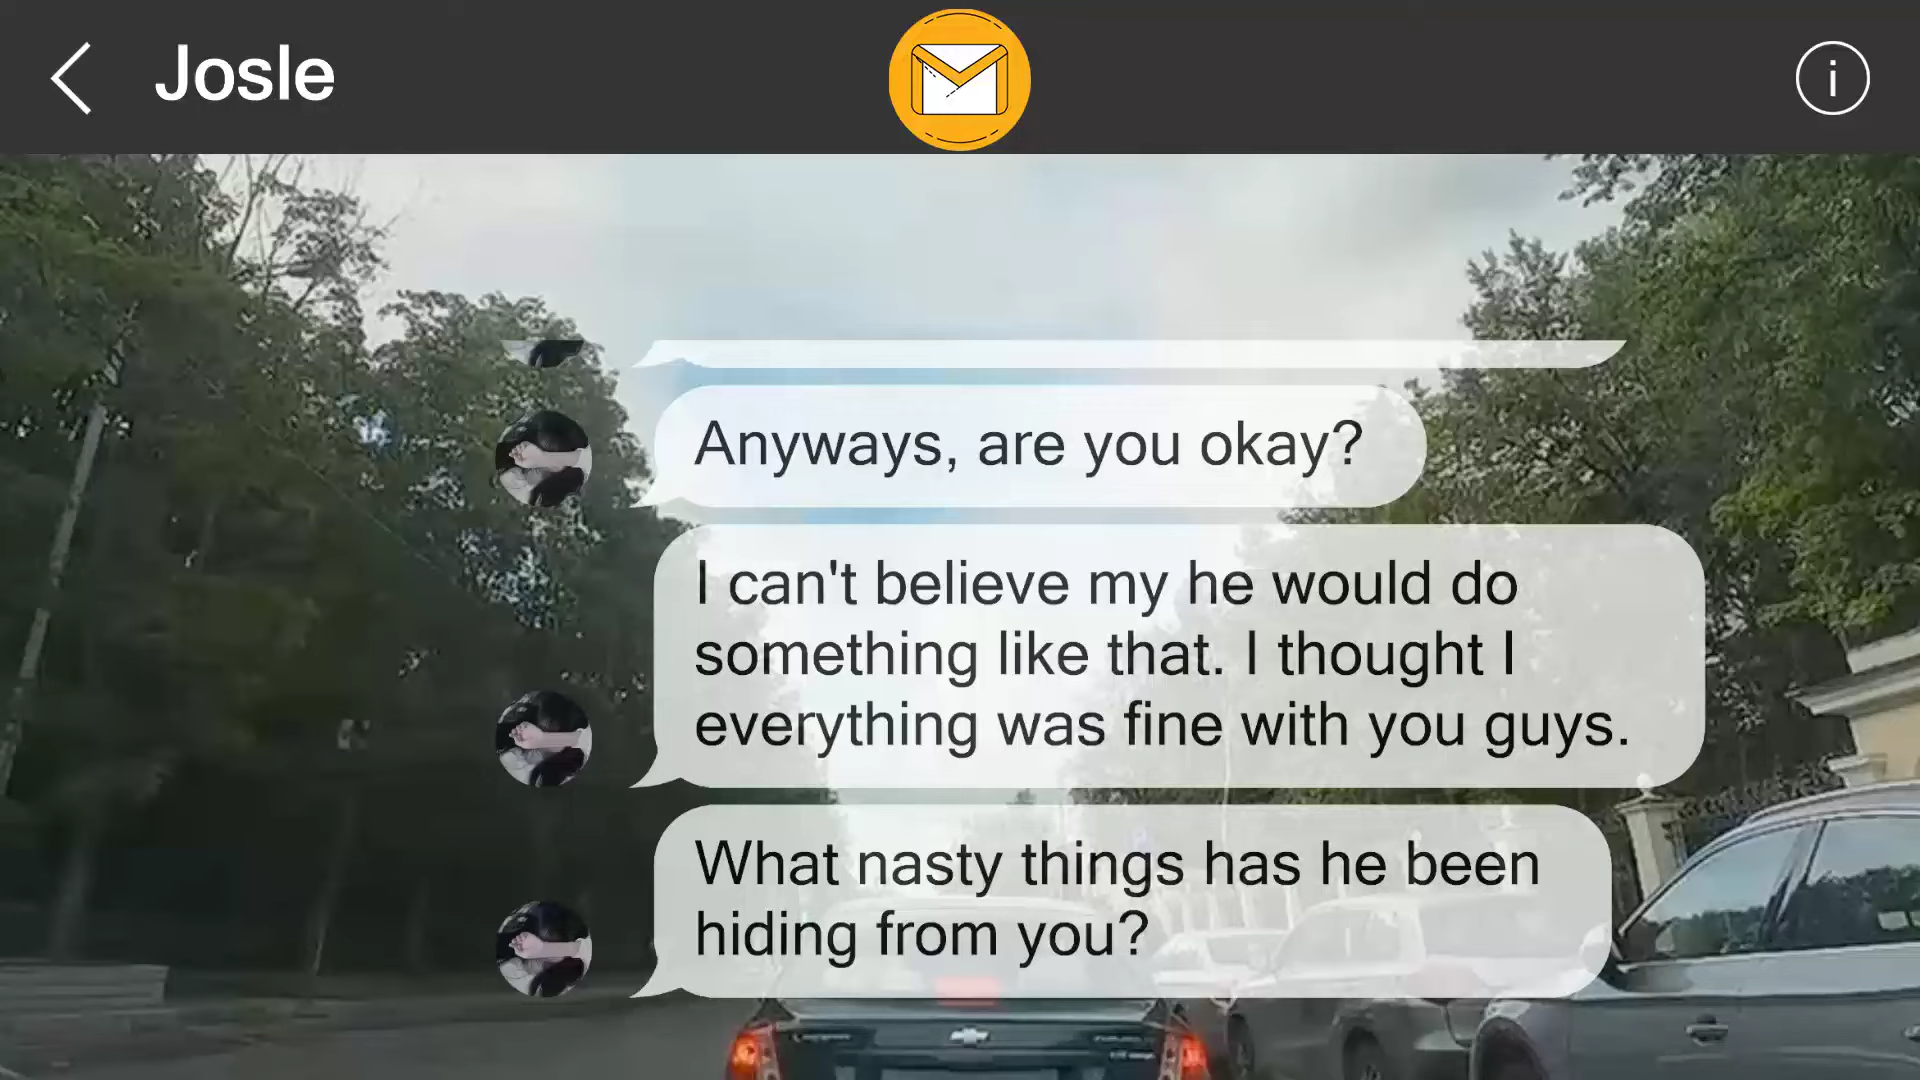 Josle
i
Anyways, are you okay?
I can't believe my he would do
something like that. I thought I
everything was fine with you guys.
What nasty things has he been
hiding from you?